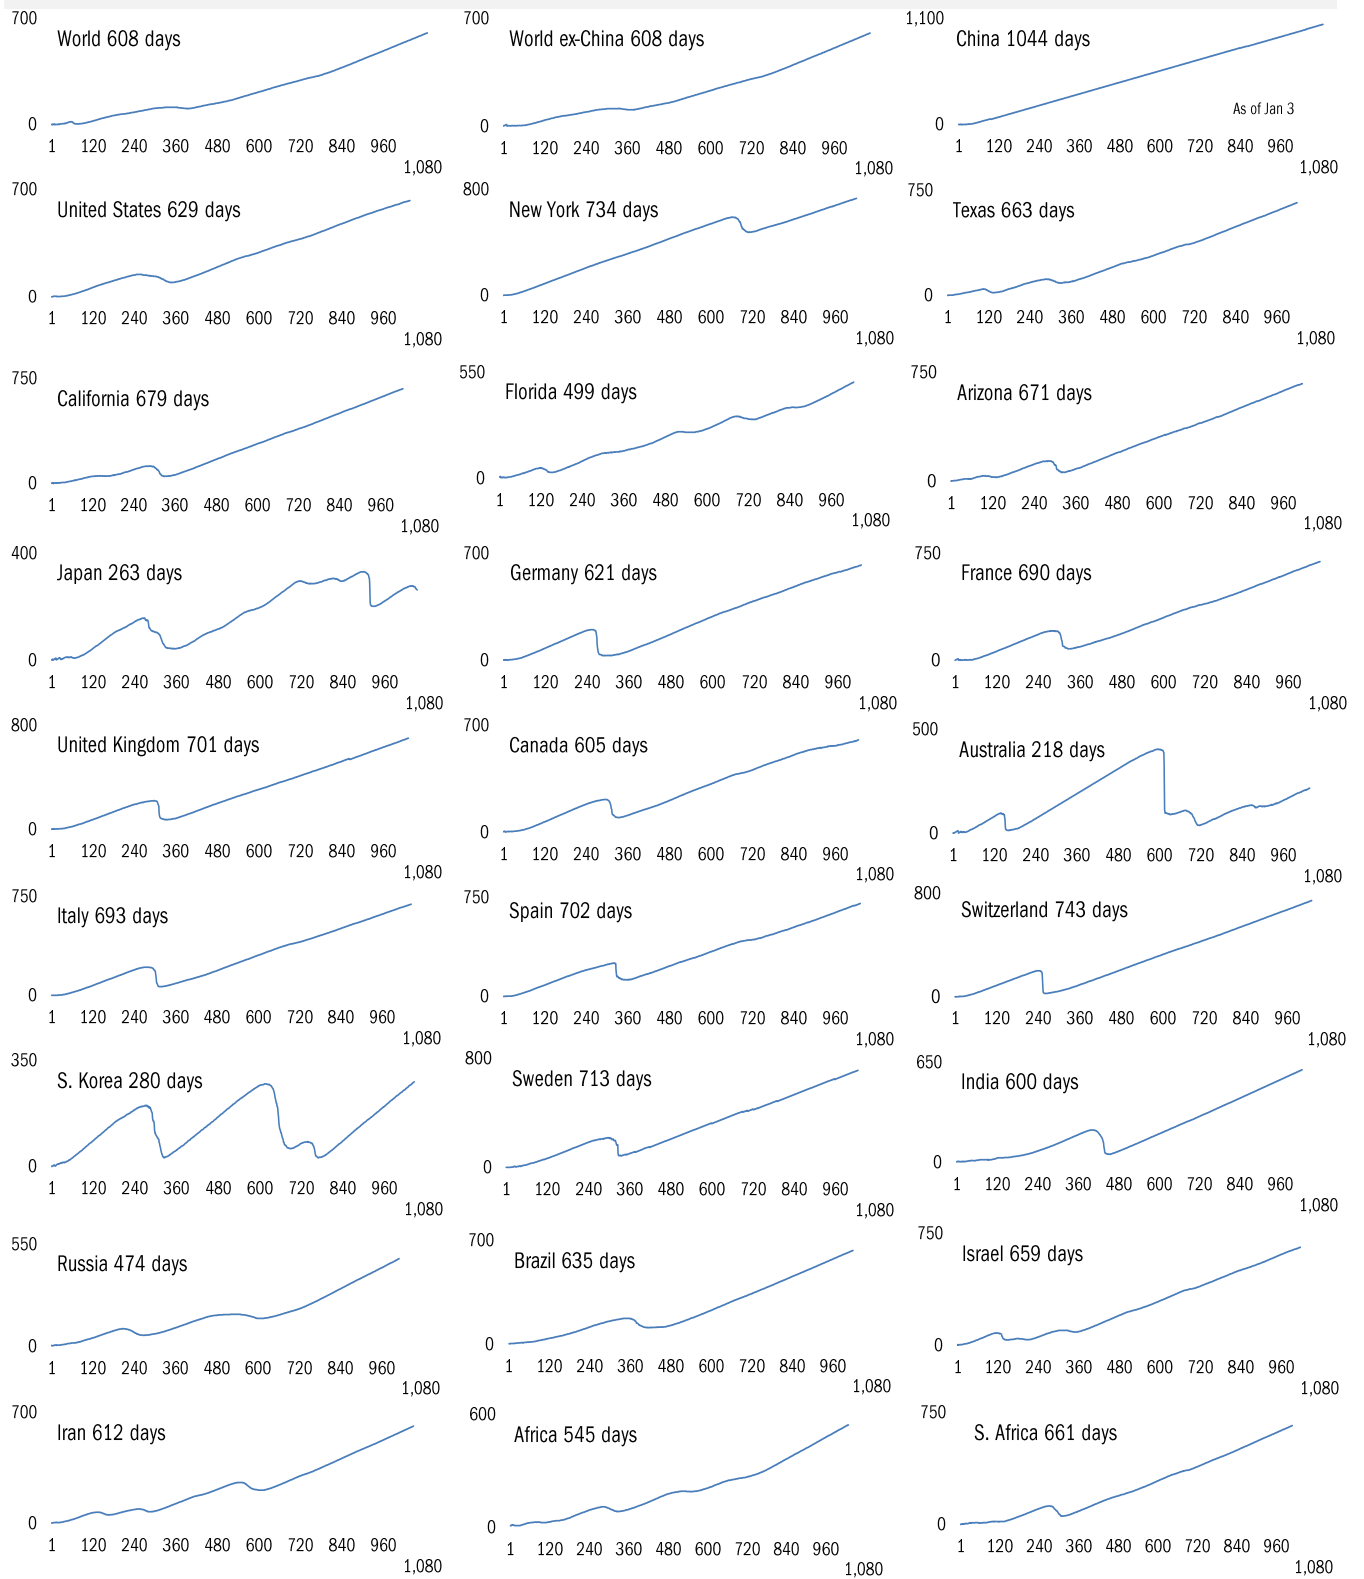 700
World 608 days
0
1 120 240 360 480 600 720 840 960
1,080
700
World ex-China 608 days
0
1 120 240 360 480 600 720 840 960
1,080
1,100
China 1044 days
As of Jan 3
0
1 120 240 360 480 600 720 840 960
1,080
700
United States 629 days
0
1 120 240 360 480 600 720 840 960
1,080
800
New York 734 days
0
1 120 240 360 480 600 720 840 960
1,080
750
Texas 663 days
0
1 120 240 360 480 600 720 840 960
1,080
750
California 679 days
0
1 120 240 360 480 600 720 840 960
1,080
550
Florida 499 days
0
1 120 240 360 480 600 720 840 960
1,080
750
Arizona 671 days
0
1 120 240 360 480 600 720 840 960
1,080
400
Japan 263 days
0
1 120 240 360 480 600 720 840 960
1,080
700
Germany 621 days
0
1 120 240 360 480 600 720 840 960
1,080
750
France 690 days
0
1 120 240 360 480 600 720 840 960
1,080
800
United Kingdom 701 days
0
1 120 240 360 480 600 720 840 960
1,080
700
Canada 605 days
0
1 120 240 360 480 600 720 840 960
1,080
500
Australia 218 days
0
1 120 240 360 480 600 720 840 960
1,080
750
Italy 693 days
0
1 120 240 360 480 600 720 840 960
1,080
750
Spain 702 days
0
1 120 240 360 480 600 720 840 960
1,080
800
Switzerland 743 days
0
1 120 240 360 480 600 720 840 960
1,080
350
S. Korea 280 days
0
1 120 240 360 480 600 720 840 960
1,080
800
Sweden 713 days
0
1 120 240 360 480 600 720 840 960
1,080
650
India 600 days
0
1 120 240 360 480 600 720 840 960
1,080
550
Russia 474 days
0
1 120 240 360 480 600 720 840 960
1,080
700
Brazil 635 days
0
1 120 240 360 480 600 720 840 960
1,080
750
Israel 659 days
0
1 120 240 360 480 600 720 840 960
1,080
700
Iran 612 days
0
1 120 240 360 480 600 720 840 960
1,080
600
Africa 545 days
0
1 120 240 360 480 600 720 840 960
1,080
750
S. Africa 661 days
0
1 120 240 360 480 600 720 840 960
1,080